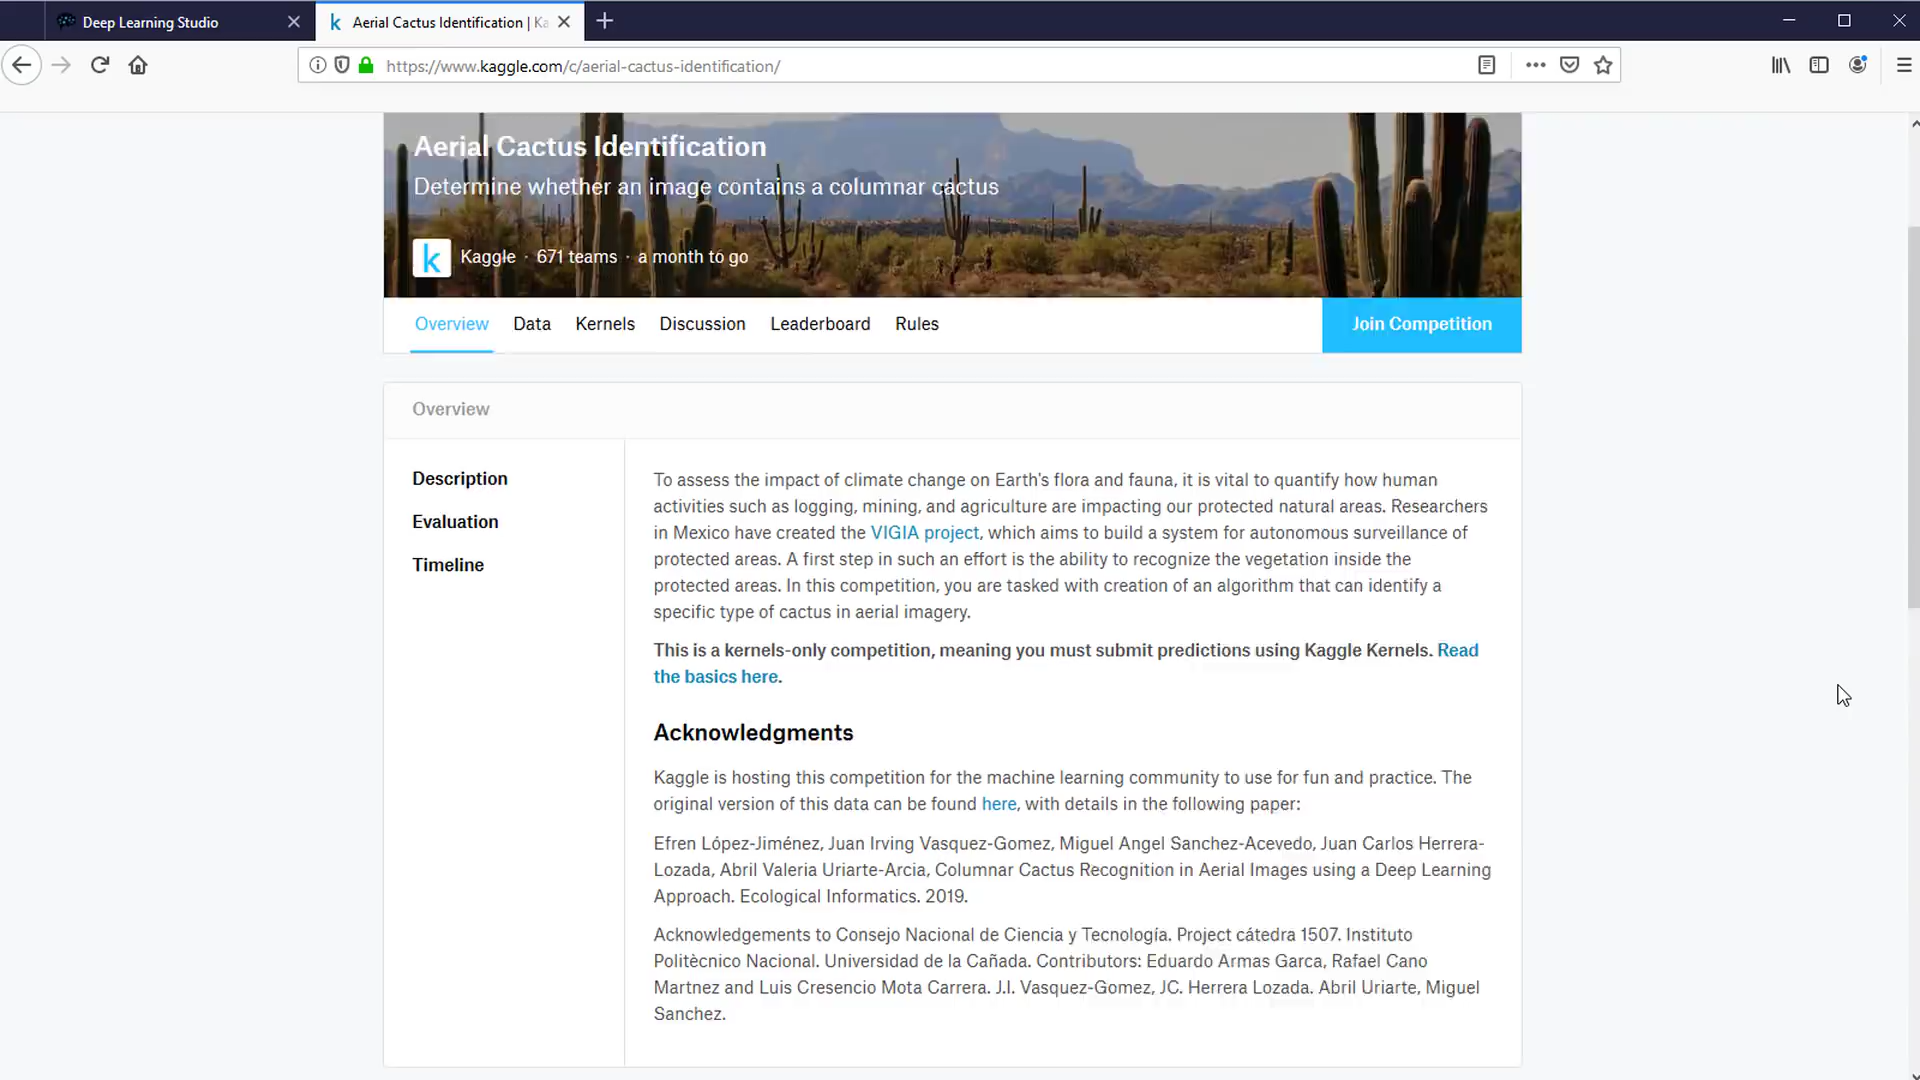 Deep Learning Studio
Aerial Cactus Identification | Ka
https://www.kaggle.com/c/aerial-cactus-identification/
Aerial Cactus Identification
Determine whether an image contains a columnar cactus
k Kaggle · 671 teams · a month to go
Overview Data Kernels Discussion Leaderboard Rules Join Competition
Overview
Description
Evaluation
Timeline
To assess the impact of climate change on Earth's flora and fauna, it is vital to quantify how human
activities such as logging, mining, and agriculture are impacting our protected natural areas. Researchers
in Mexico have created the VIGIA project, which aims to build a system for autonomous surveillance of
protected areas. A first step in such an effort is the ability to recognize the vegetation inside the
protected areas. In this competition, you are tasked with creation of an algorithm that can identify a
specific type of cactus in aerial imagery.
This is a kernels-only competition, meaning you must submit predictions using Kaggle Kernels. Read
the basics here.
Acknowledgments
Kaggle is hosting this competition for the machine learning community to use for fun and practice. The
original version of this data can be found here, with details in the following paper:
Efren López-Jiménez, Juan Irving Vasquez-Gomez, Miguel Angel Sanchez-Acevedo, Juan Carlos Herrera-
Lozada, Abril Valeria Uriarte-Arcia, Columnar Cactus Recognition in Aerial Images using a Deep Learning
Approach. Ecological Informatics. 2019.
Acknowledgements to Consejo Nacional de Ciencia y Tecnología. Project cátedra 1507. Instituto
Politècnico Nacional. Universidad de la Cañada. Contributors: Eduardo Armas Garca, Rafael Cano
Martnez and Luis Cresencio Mota Carrera. J.I. Vasquez-Gomez, JC. Herrera Lozada. Abril Uriarte, Miguel
Sanchez.